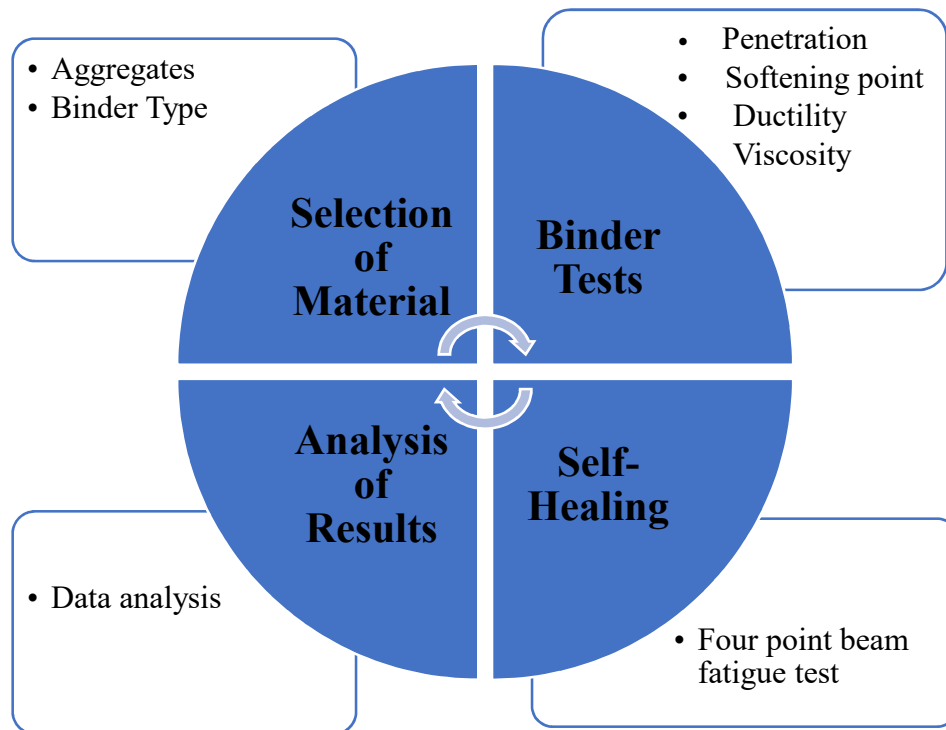 • Aggregates
• Binder Type
• Penetration
• Softening point
• Ductility
Viscosity
Selection
of
Material
Binder
Tests
Analysis
of
Results
Self-
Healing
• Data analysis
• Four point beam
fatigue test